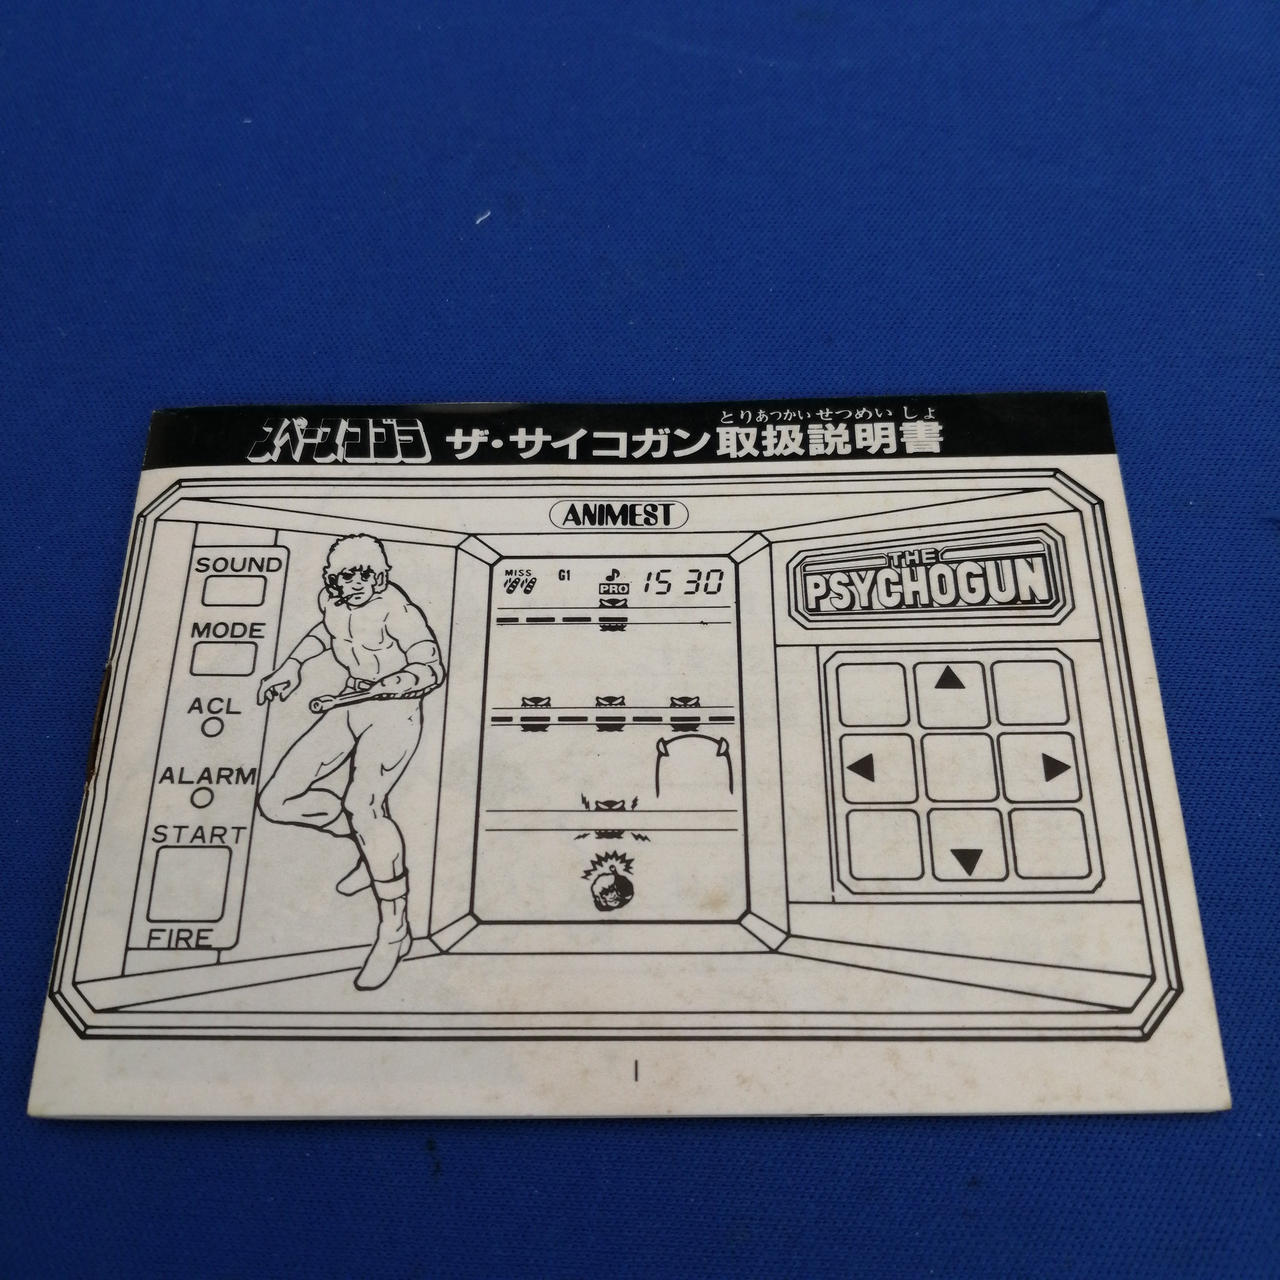 スペースコブラ ザ・サイコガン取扱説明書
とりあつかいせつめいしょ
ANIMEST
SOUND
MODE
ACL
ALARM
START
FIRE
MISS
G1
PRO
15 30
THE
PSYCHOGUN
1